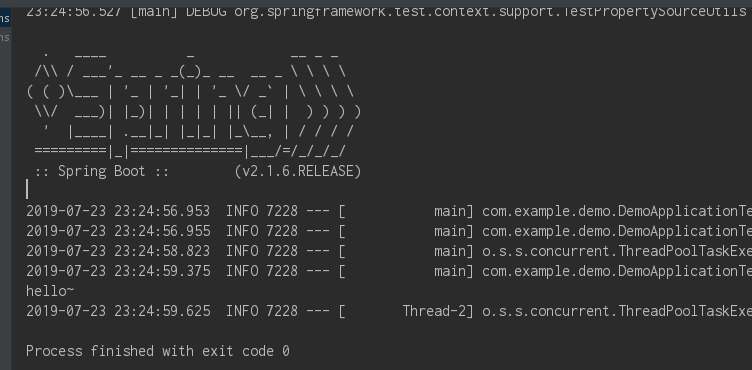 ns
ns
23:24:56.527 [main] DEBUG org.springframework.test.context.support.TestPropertySourceUtils
  .   ____          _            __ _ _
 /\\ / ___'_ __ _ _(_)_ __  __ _ \ \ \ \
( ( )\___ | '_ | '_| | '_ \/ _` | \ \ \ \
 \\/  ___)| |_)| | | | | || (_| |  ) ) ) )
  '  |____| .__|_| |_|_| |_\__, | / / / /
 =========|_|==============|___/=/_/_/_/
 :: Spring Boot ::        (v2.1.6.RELEASE)
2019-07-23 23:24:56.953  INFO 7228 --- [           main] com.example.demo.DemoApplicationTe
2019-07-23 23:24:56.955  INFO 7228 --- [           main] com.example.demo.DemoApplicationTe
2019-07-23 23:24:58.823  INFO 7228 --- [           main] o.s.s.concurrent.ThreadPoolTaskExe
2019-07-23 23:24:59.375  INFO 7228 --- [           main] com.example.demo.DemoApplicationTe
hello~
2019-07-23 23:24:59.625  INFO 7228 --- [       Thread-2] o.s.s.concurrent.ThreadPoolTaskExe
Process finished with exit code 0